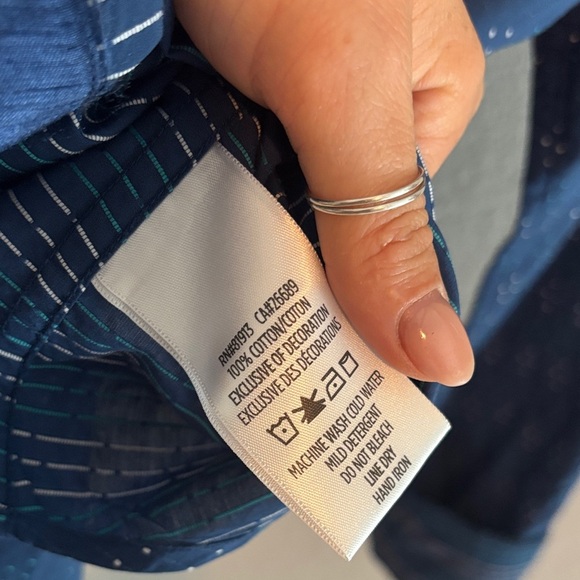 RN#81973 CA#26689
100% COTTON/COTON
EXCLUSIVE OF DECORATION
EXCLUSIVE DES DÉCORATIONS
MACHINE WASH COLD WATER
MILD DETERGENT
DO NOT BLEACH
LINE DRY
HAND IRON